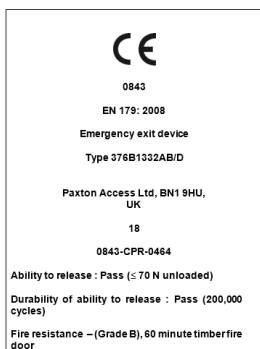 CE
0843
EN 179: 2008
Emergency exit device
Type 376B1332AB/D
Paxton Access Ltd, BN1 9HU,
UK
18
0843-CPR-0464
Ability to release : Pass (≤ 70 N unloaded)
Durability of ability to release : Pass (200,000
cycles)
Fire resistance – (Grade B), 60 minute timber fire
door